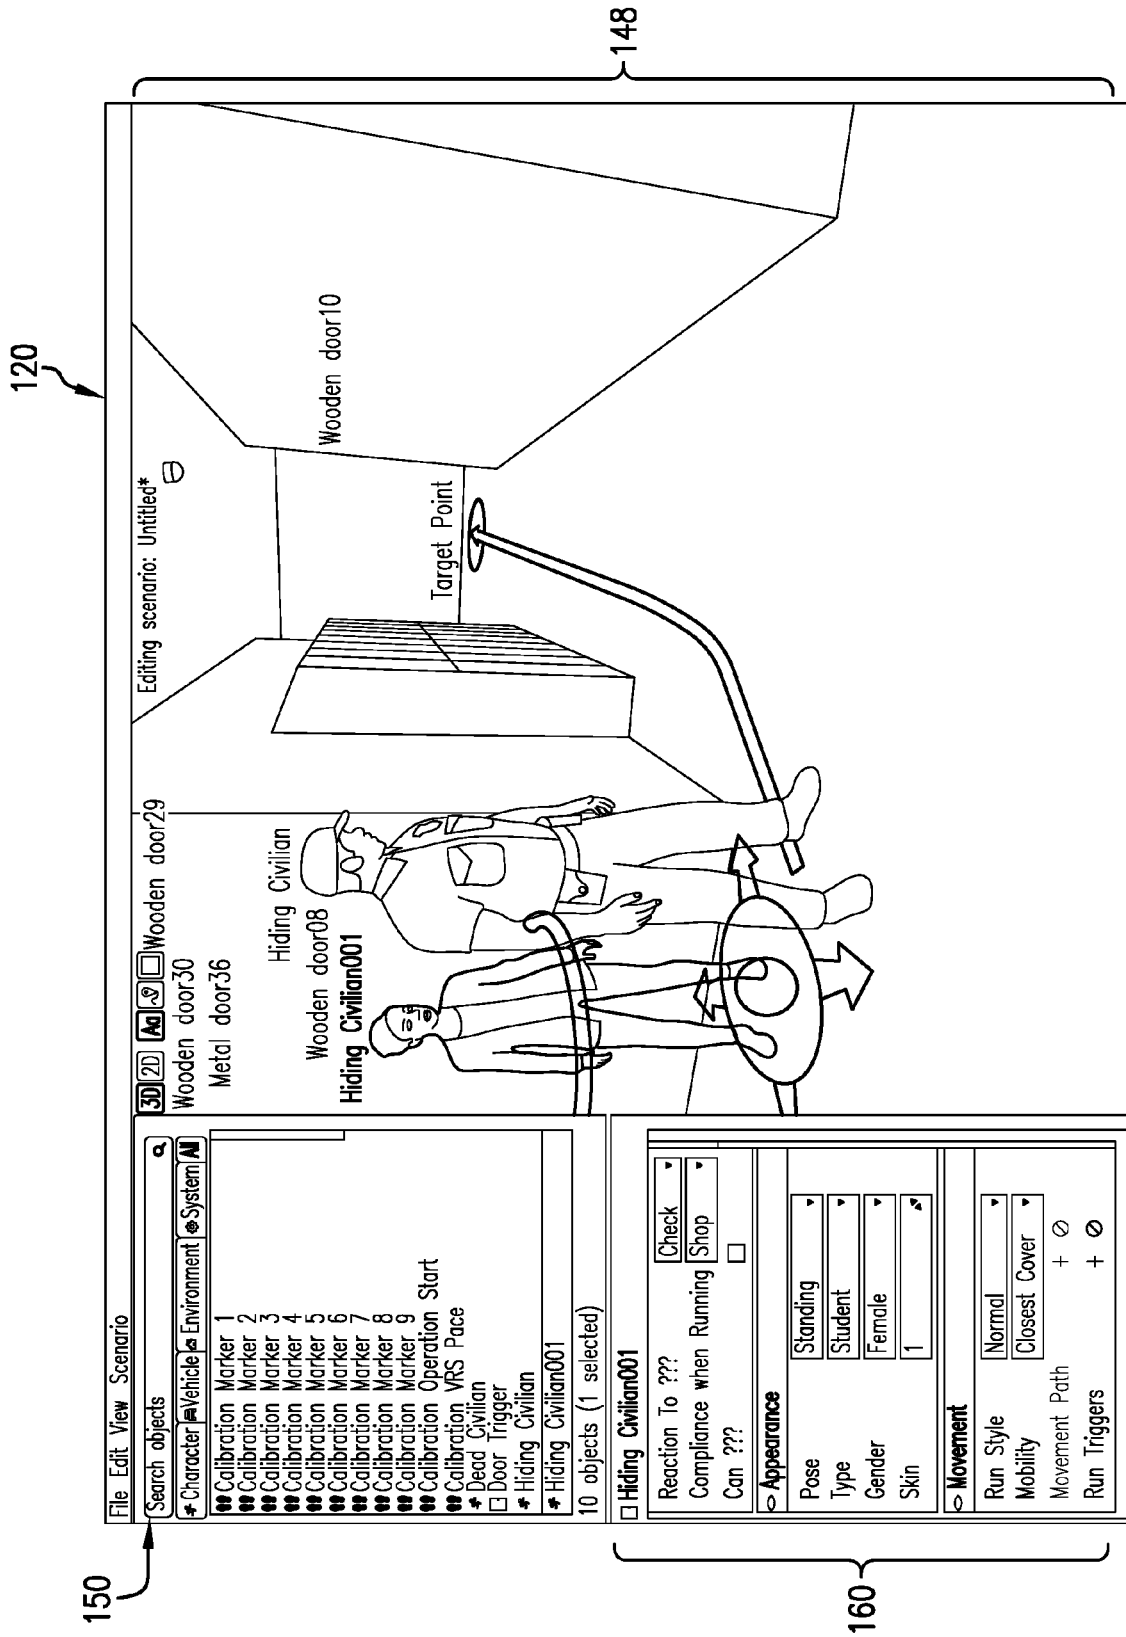 120
148
150
160
File Edit View Scenario
Search objects
Character Vehicle Environment System All
Calibration Marker 1
Calibration Marker 2
Calibration Marker 3
Calibration Marker 4
Calibration Marker 5
Calibration Marker 6
Calibration Marker 7
Calibration Marker 8
Calibration Marker 9
Calibration Operation Start
Calibration VRS Pace
Dead Civilian
Door Trigger
Hiding Civilian
Hiding Civilian001
10 objects (1 selected)
Hiding Civilian001
Reaction To ??? Check
Compliance when Running Shop
Can ???
Appearance
Pose Standing
Type Student
Gender Female
Skin 1
Movement
Run Style Normal
Mobility Closest Cover
Movement Path +
Run Triggers +
3D 2D Aa Wooden door29
Editing scenario: Untitled*
Wooden door30
Metal door36
Hiding Civilian
Wooden door08
Hiding Civilian001
Wooden door10
Target Point